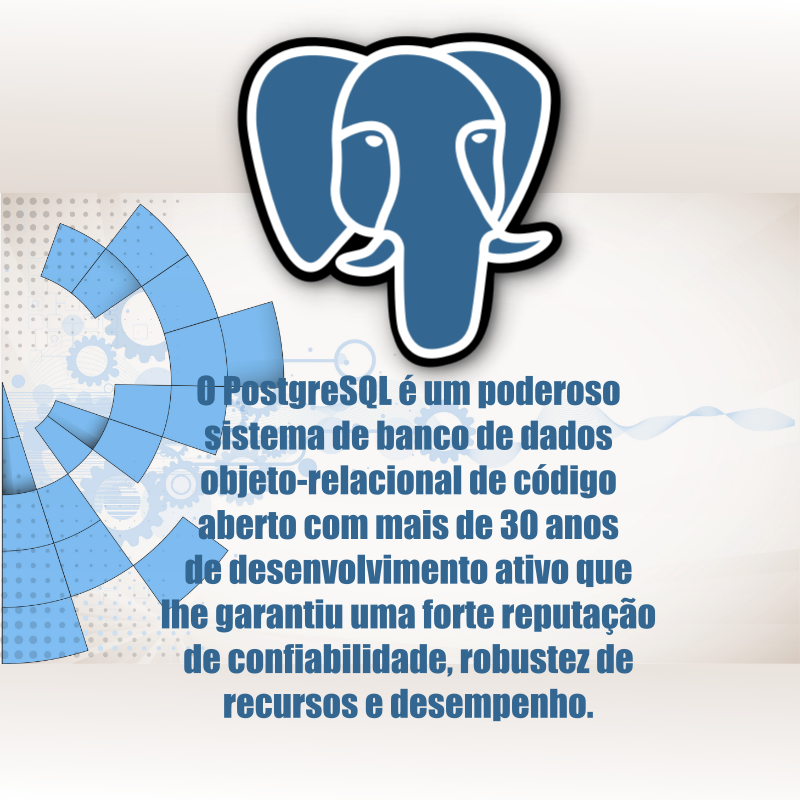 O PostgreSQL é um poderoso
sistema de banco de dados
objeto-relacional de código
aberto com mais de 30 anos
de desenvolvimento ativo que
lhe garantiu uma forte reputação
de confiabilidade, robustez de
recursos e desempenho.